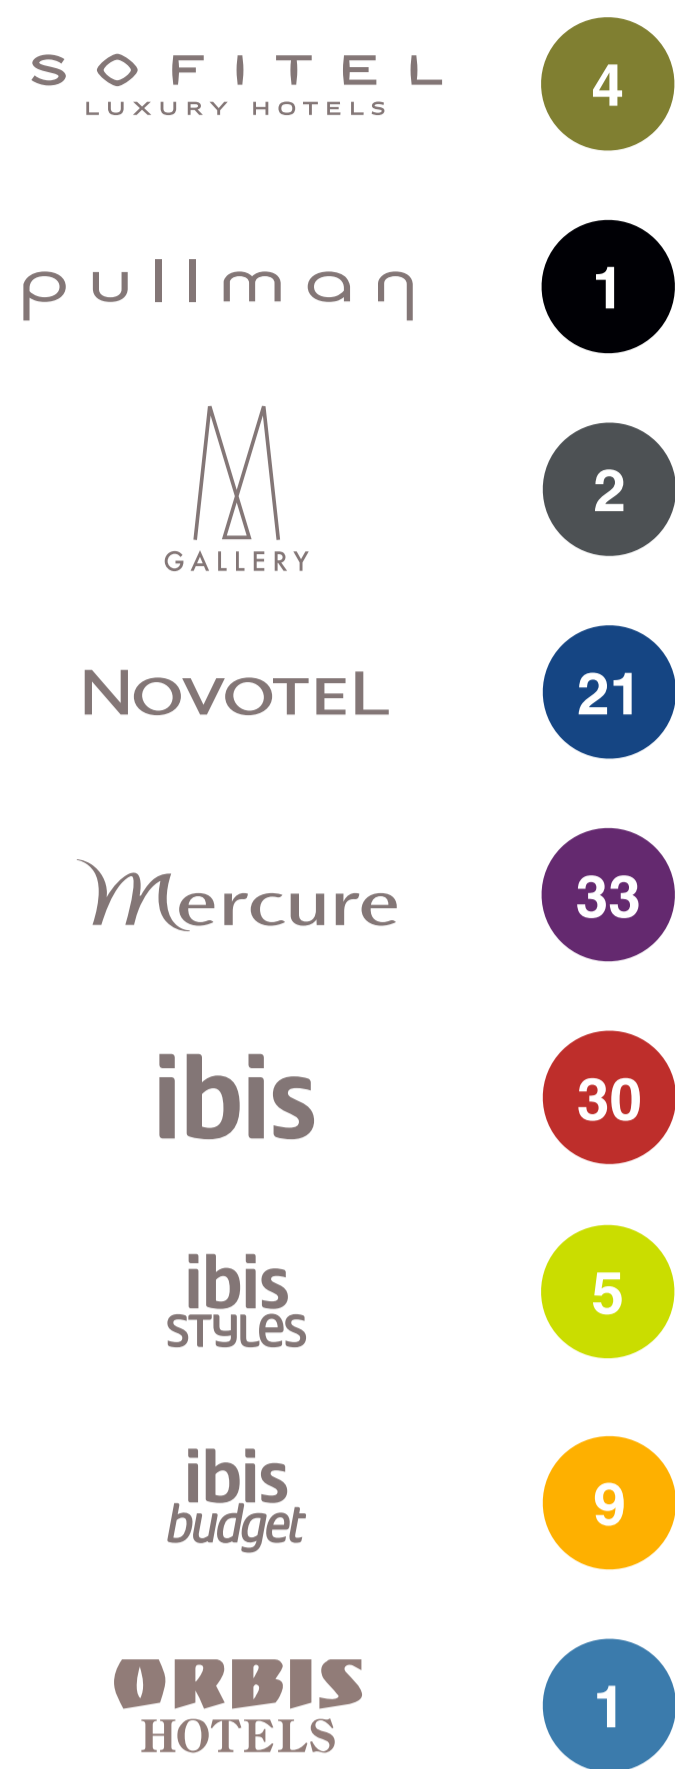 SOFITEL
LUXURY HOTELS
4
pullman
1
M
GALLERY
2
NOVOTEL
21
Mercure
33
ibis
30
ibis
STYLES
5
ibis
budget
9
ORBIS
HOTELS
1